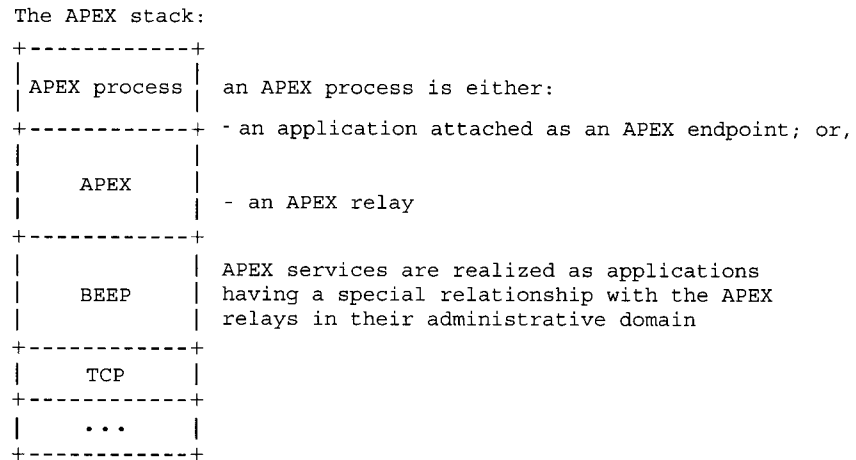 The APEX stack:
+------------+
| APEX process | an APEX process is either:
+------------+ - an application attached as an APEX endpoint; or,
| APEX |
- an APEX relay
+------------+
| | APEX services are realized as applications
| BEEP | having a special relationship with the APEX
| | relays in their administrative domain
+------------+
| TCP |
+------------+
| ... |
+------------+